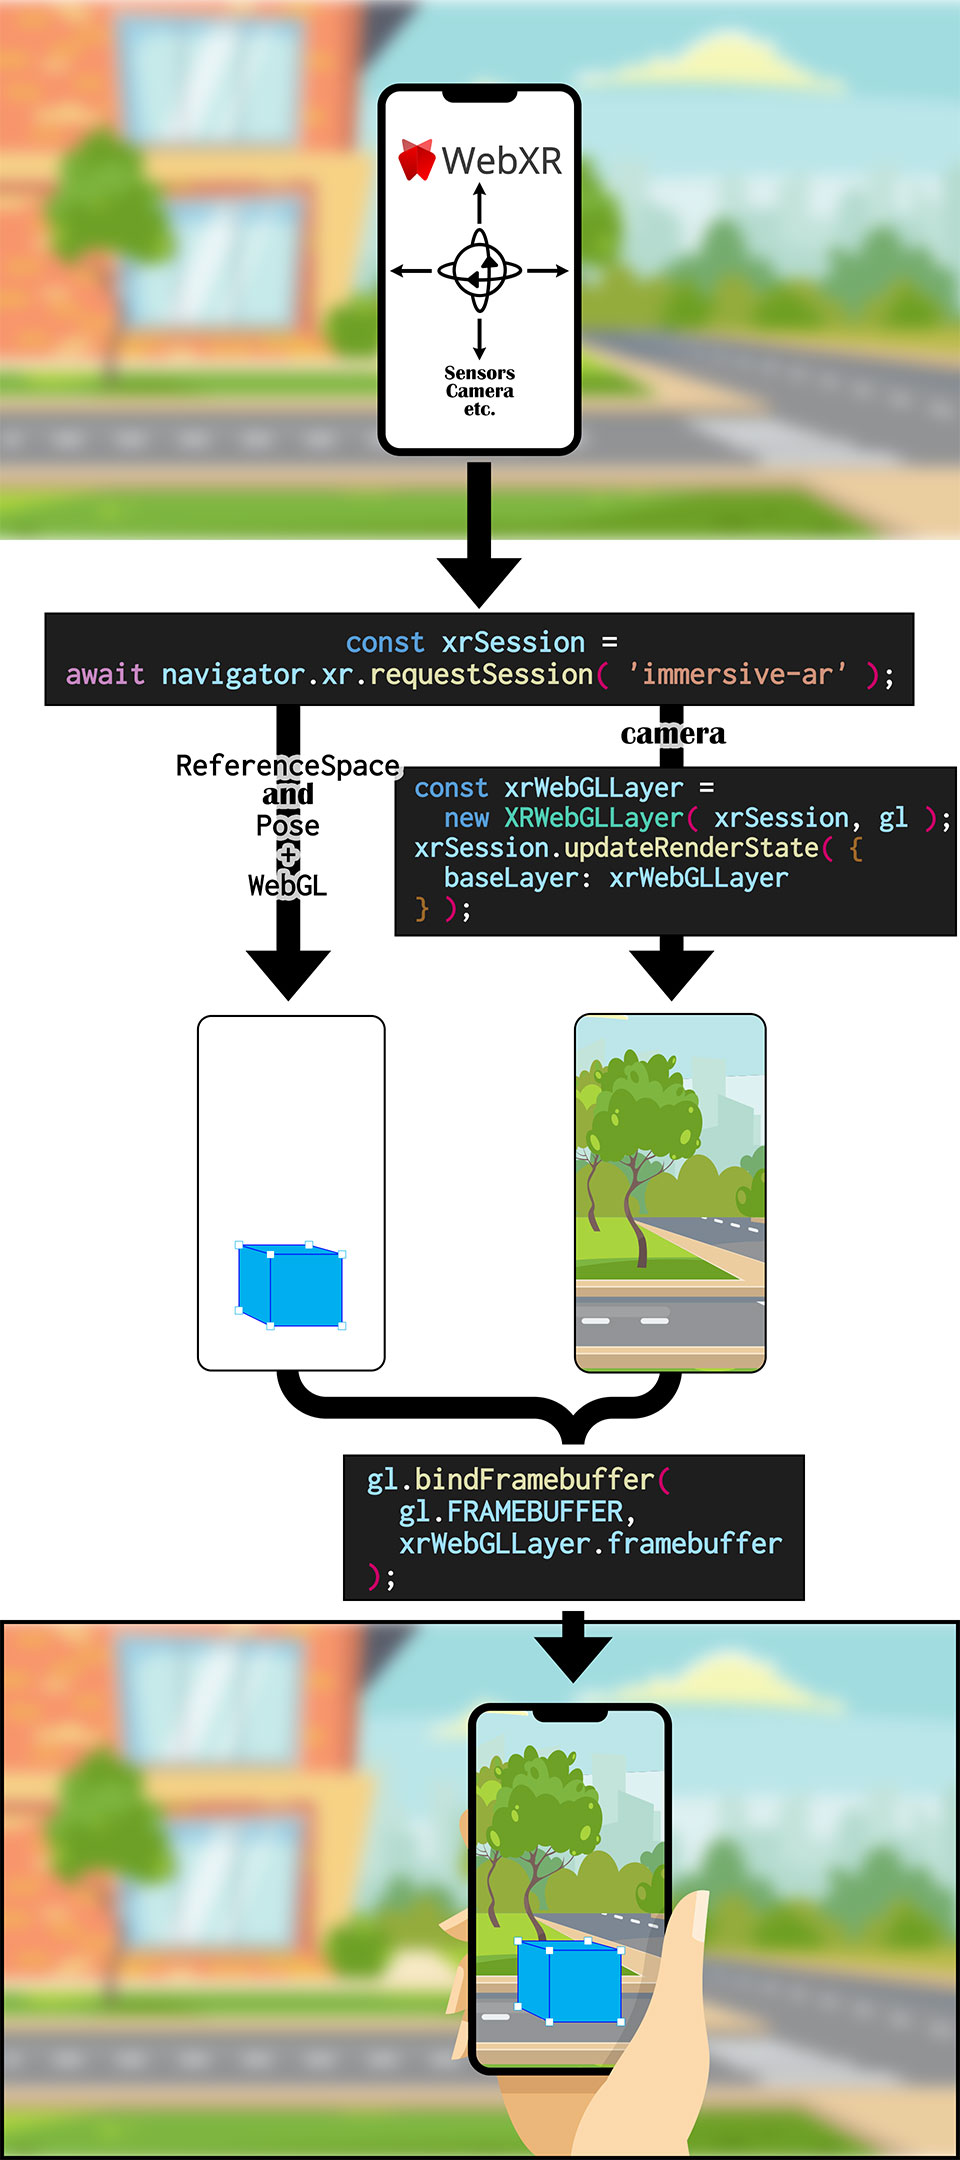 WebXR
Sensors
Camera
etc.
const xrSession =
await navigator.xr.requestSession( 'immersive-ar' );
camera
ReferenceSpace
and
Pose
+
WebGL
const xrWebGLLayer =
new XRWebGLLayer( xrSession, gl );
xrSession.updateRenderState( {
baseLayer: xrWebGLLayer
} );
gl.bindFramebuffer(
gl.FRAMEBUFFER,
xrWebGLLayer.framebuffer
);